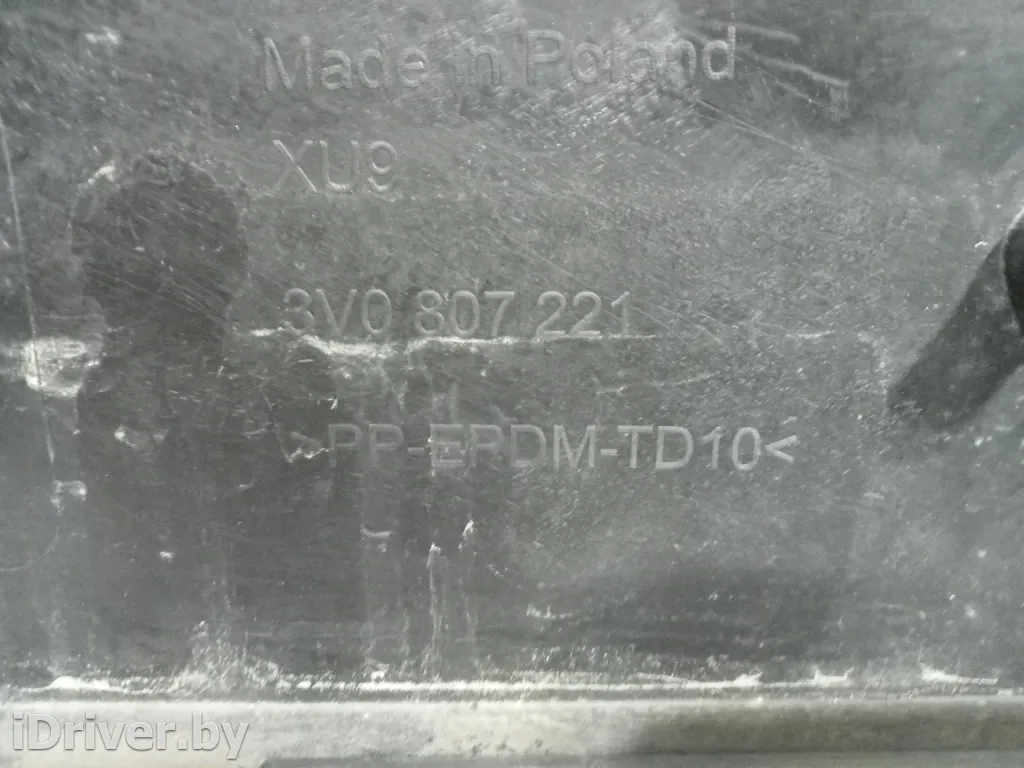 Made in Poland
XU9
3V0 807 221
>PP-EPDM-TD10<
iDriver.by